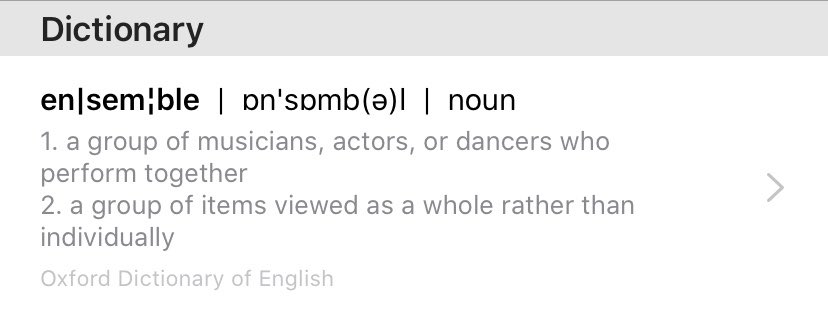 Dictionary
en|sem¦ble | ɒn'sɒmb(ə)l | noun
1. a group of musicians, actors, or dancers who
perform together
2. a group of items viewed as a whole rather than
individually
Oxford Dictionary of English